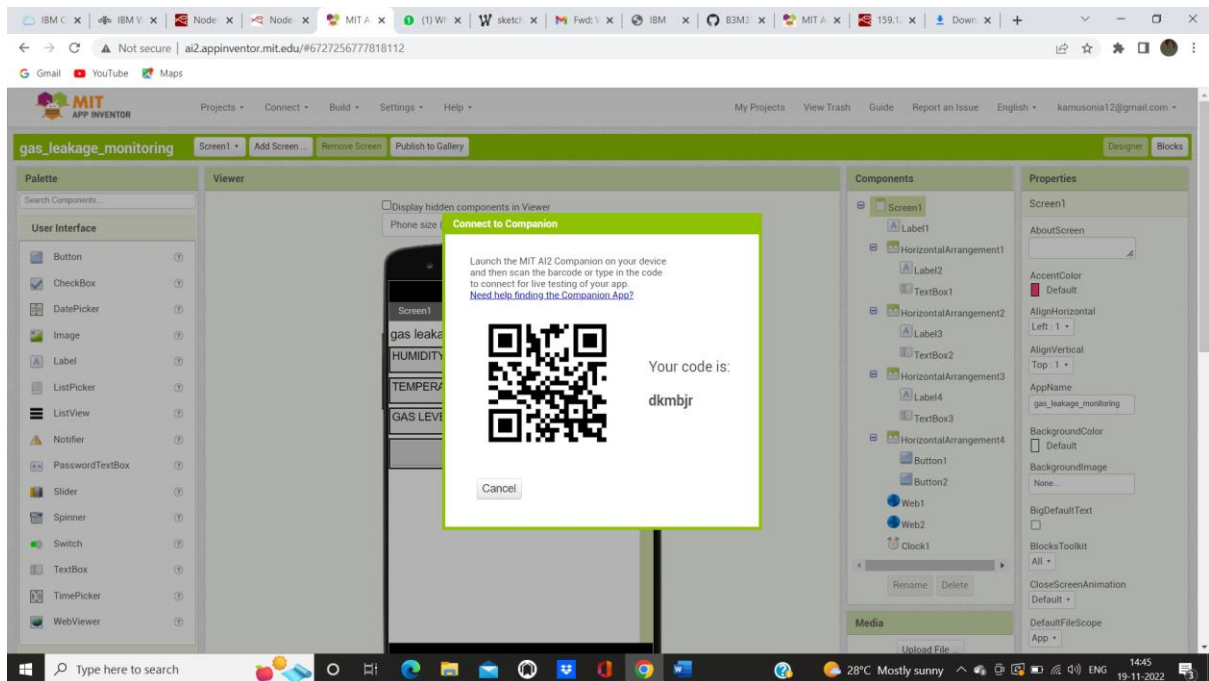 IBM C
IBM W
Node
Node
MIT A
(1) Wh
sketch
Fwd: \
IBM
B3M3
MIT A
159.1
Down
Not secure | ai2.appinventor.mit.edu/#6727256777818112
Gmail YouTube Maps
MIT
APP INVENTOR
Projects Connect Build Settings Help My Projects View Trash Guide Report an Issue English kamusonia12@gmail.com
gas_leakage_monitoring Screen1 Add Screen ... Remove Screen Publish to Gallery Designer Blocks
Palette
Search Components...
User Interface
Button
CheckBox
DatePicker
Image
Label
ListPicker
ListView
Notifier
PasswordTextBox
Slider
Spinner
Switch
TextBox
TimePicker
WebViewer
Viewer
Display hidden components in Viewer
Phone size (
Screen1
gas leaka
HUMIDITY
TEMPERA
GAS LEVE
Connect to Companion
Launch the MIT AI2 Companion on your device
and then scan the barcode or type in the code
to connect for live testing of your app.
Need help finding the Companion App?
Your code is:
dkmbjr
Cancel
Components
Screen1
Label1
HorizontalArrangement1
Label2
TextBox1
HorizontalArrangement2
Label3
TextBox2
HorizontalArrangement3
Label4
TextBox3
HorizontalArrangement4
Button1
Button2
Web1
Web2
Clock1
Rename Delete
Media
Upload File ...
Properties
Screen1
AboutScreen
AccentColor
Default
AlignHorizontal
Left : 1
AlignVertical
Top : 1
AppName
gas_leakage_monitoring
BackgroundColor
Default
BackgroundImage
None...
BigDefaultText
BlocksToolkit
All
CloseScreenAnimation
Default
DefaultFileScope
App
Type here to search
28°C Mostly sunny
ENG
14:45
19-11-2022